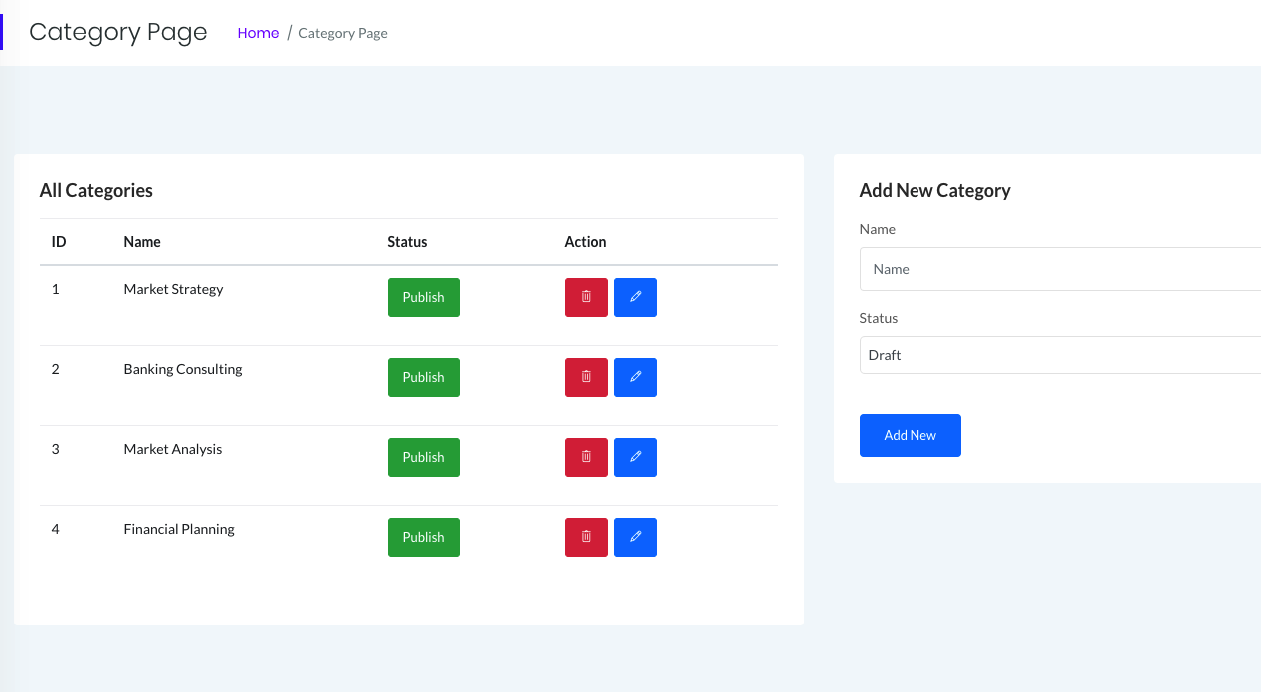 Category Page
Home / Category Page
All Categories
ID Name Status Action
1 Market Strategy Publish
2 Banking Consulting Publish
3 Market Analysis Publish
4 Financial Planning Publish
Add New Category
Name
Name
Status
Draft
Add New